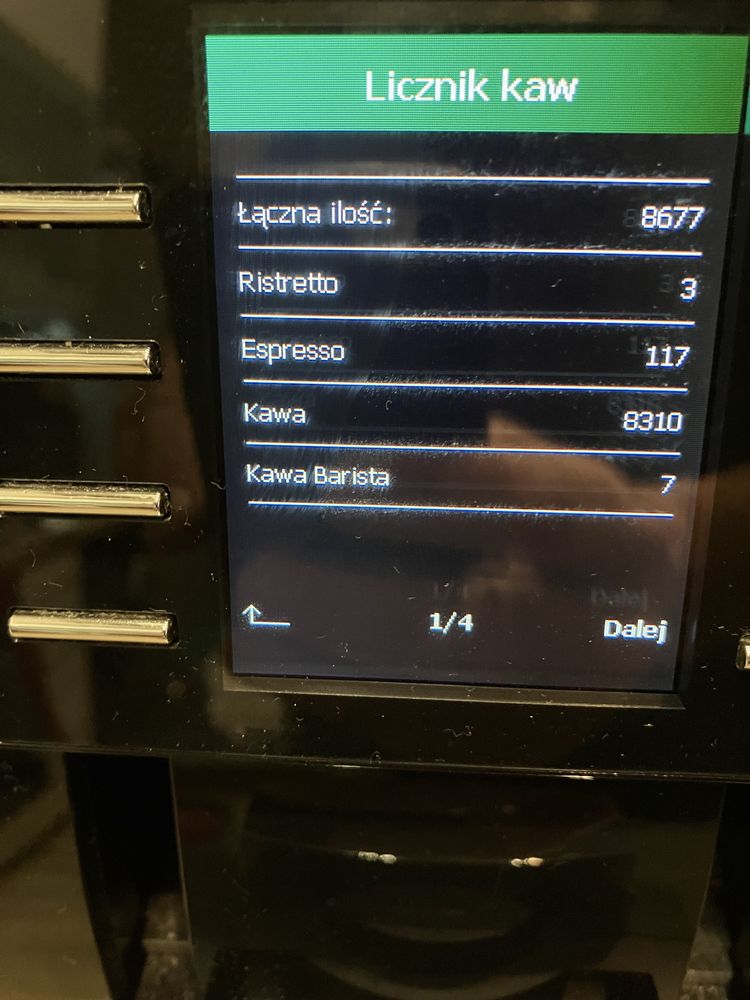 Licznik kaw
Łączna ilość: 8677
Ristretto 3
Espresso 117
Kawa 8310
Kawa Barista 7
1/4 Dalej